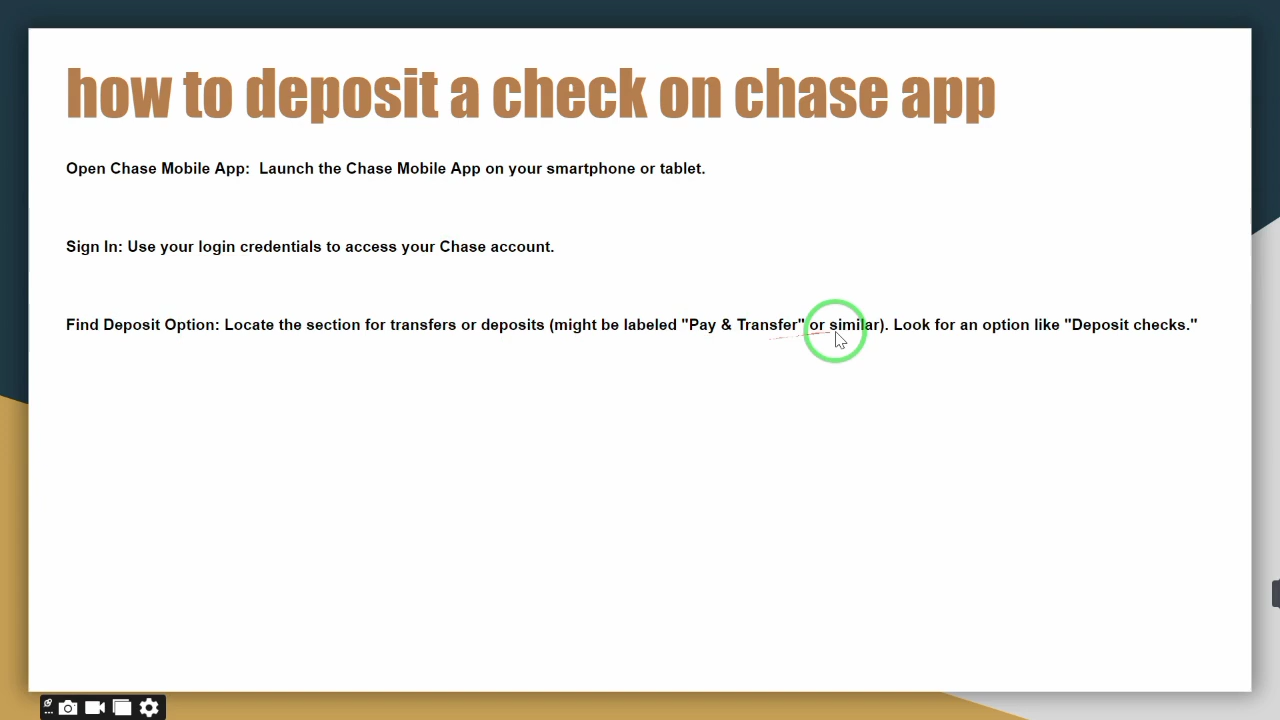 how to deposit a check on chase app
Open Chase Mobile App:  Launch the Chase Mobile App on your smartphone or tablet.
Sign In: Use your login credentials to access your Chase account.
Find Deposit Option: Locate the section for transfers or deposits (might be labeled "Pay & Transfer" or similar). Look for an option like "Deposit checks."